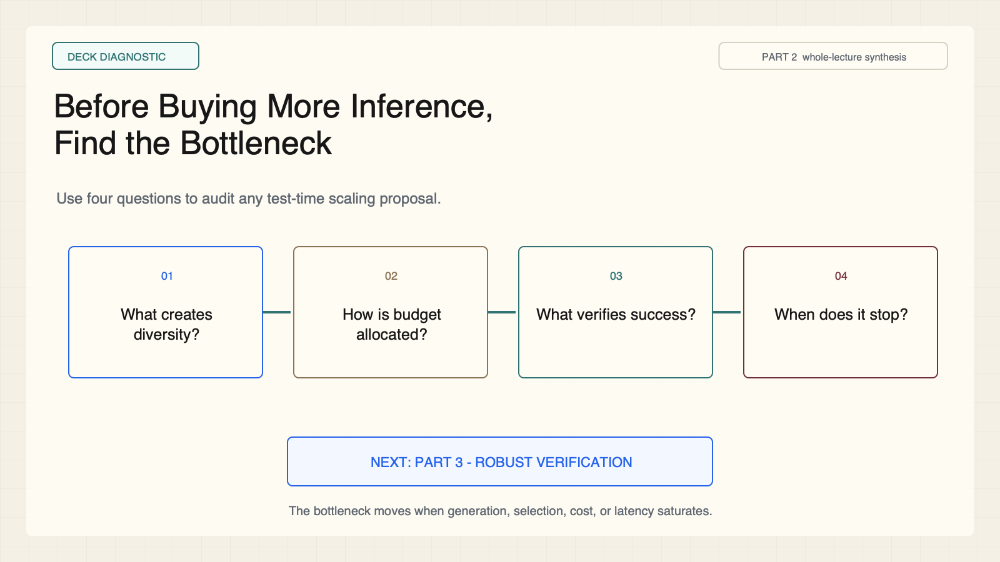 DECK DIAGNOSTIC
PART 2 whole-lecture synthesis
Before Buying More Inference,
Find the Bottleneck
Use four questions to audit any test-time scaling proposal.
01
What creates
diversity?
02
How is budget
allocated?
03
What verifies success?
04
When does it stop?
NEXT: PART 3 - ROBUST VERIFICATION
The bottleneck moves when generation, selection, cost, or latency saturates.